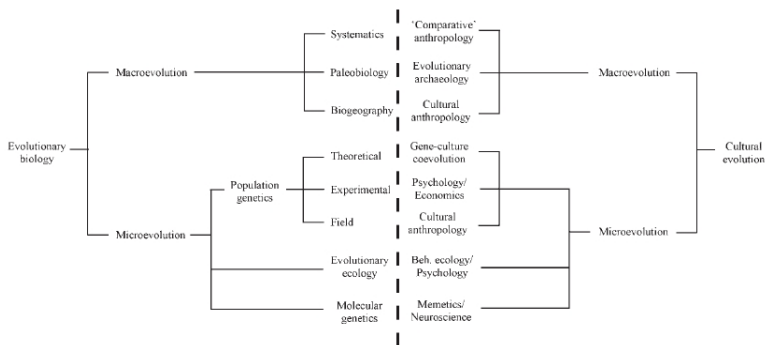 Systematics
'Comparative'
anthropology
Macroevolution
Paleobiology
Evolutionary
archaeology
Macroevolution
Biogeography
Cultural
anthropology
Evolutionary
biology
Cultural
evolution
Theoretical
Gene-culture
coevolution
Population
genetics
Experimental
Psychology/
Economics
Field
Cultural
anthropology
Microevolution
Microevolution
Evolutionary
ecology
Beh. ecology/
Psychology
Molecular
genetics
Memetics/
Neuroscience